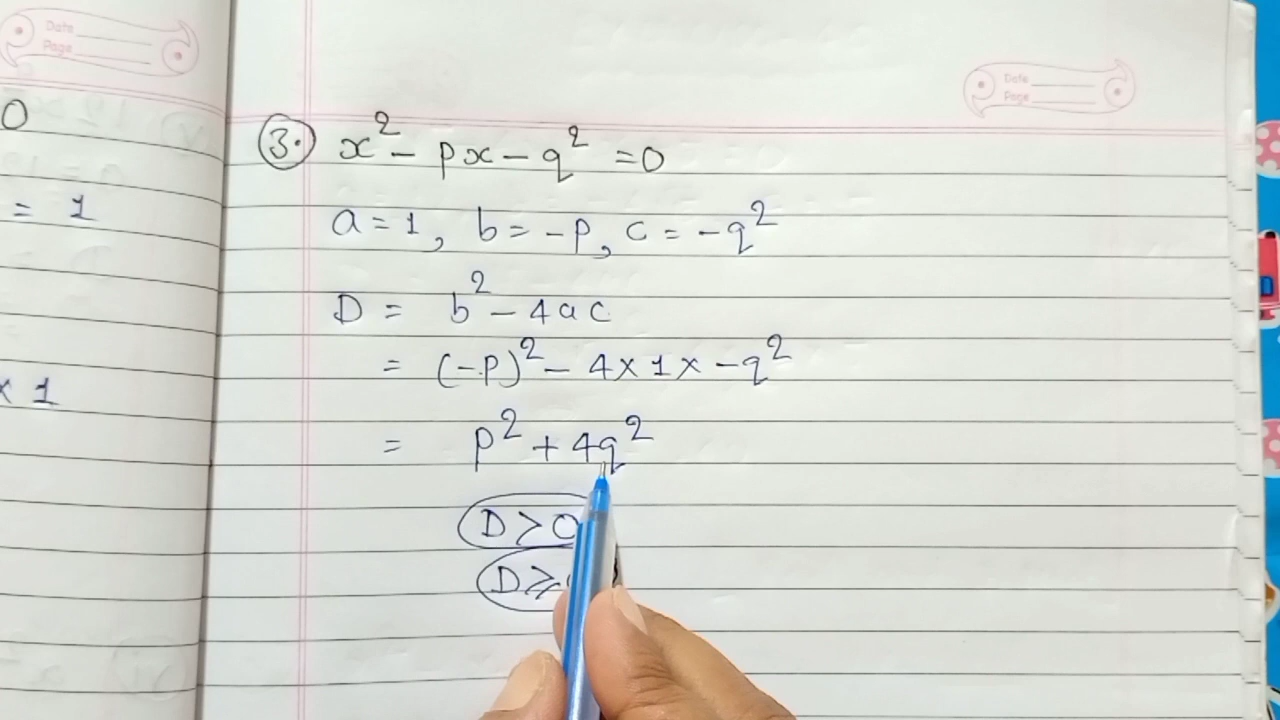 Date
Page
0
= 1
× 1
Date
Page
3. x² - px - q² = 0
a = 1, b = -p, c = -q²
D = b² - 4ac
= (-p)² - 4 × 1 × -q²
= p² + 4q²
D > 0
D ≥